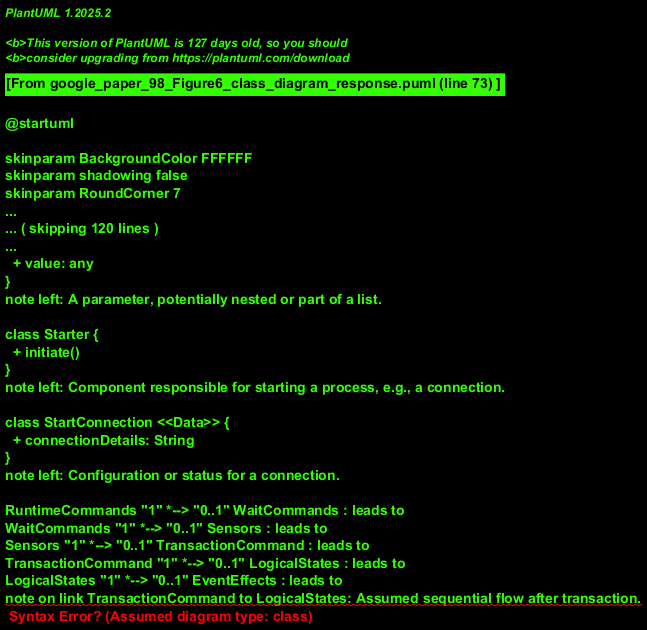 PlantUML 1.2025.2
<b>This version of PlantUML is 127 days old, so you should
<b>consider upgrading from https://plantuml.com/download
[From google_paper_98_Figure6_class_diagram_response.puml (line 73) ]
@startuml
skinparam BackgroundColor FFFFFF
skinparam shadowing false
skinparam RoundCorner 7
...
... ( skipping 120 lines )
...
+ value: any
}
note left: A parameter, potentially nested or part of a list.
class Starter {
+ initiate()
}
note left: Component responsible for starting a process, e.g., a connection.
class StartConnection <<Data>> {
+ connectionDetails: String
}
note left: Configuration or status for a connection.
RuntimeCommands "1" *--> "0..1" WaitCommands : leads to
WaitCommands "1" *--> "0..1" Sensors : leads to
Sensors "1" *--> "0..1" TransactionCommand : leads to
TransactionCommand "1" *--> "0..1" LogicalStates : leads to
LogicalStates "1" *--> "0..1" EventEffects : leads to
note on link TransactionCommand to LogicalStates: Assumed sequential flow after transaction.
Syntax Error? (Assumed diagram type: class)